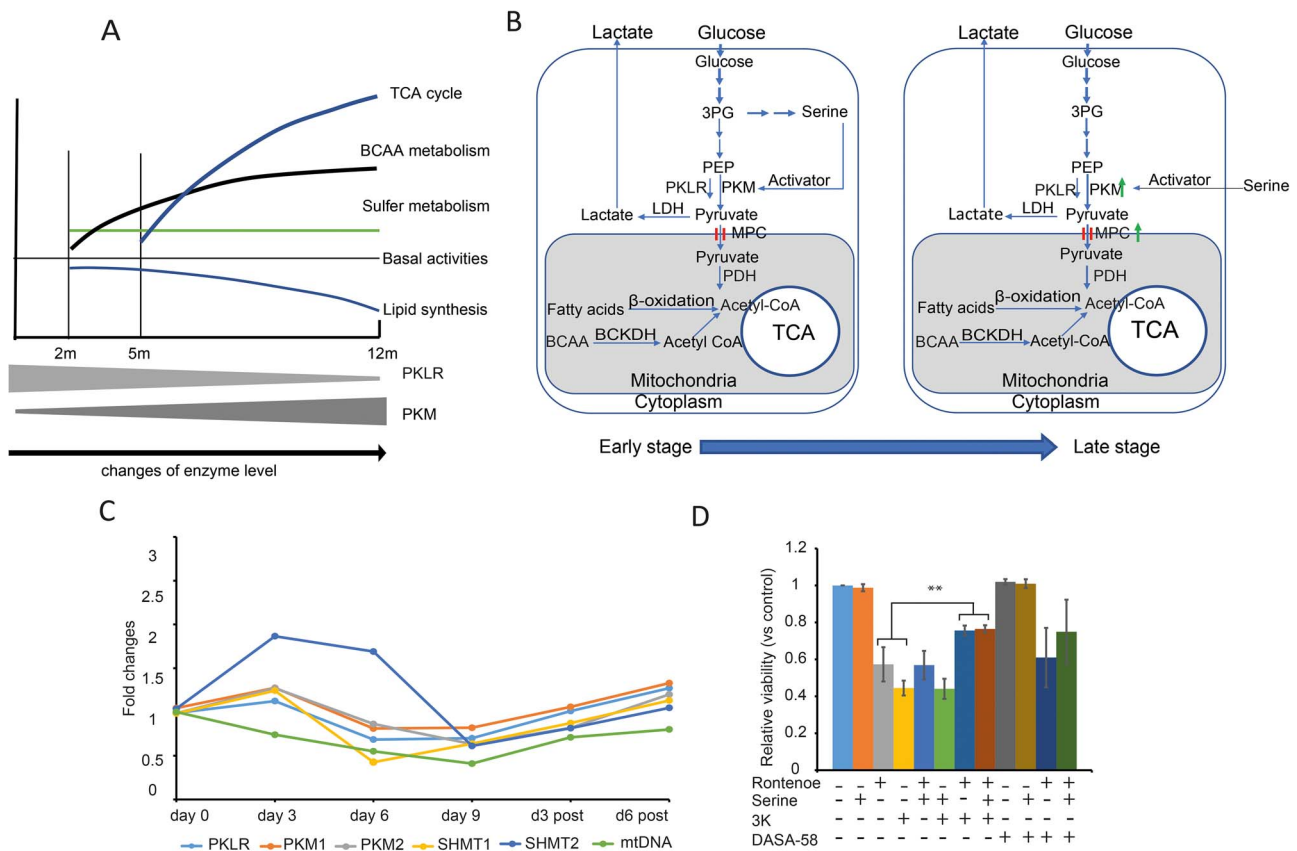 A
TCA cycle
BCAA metabolism
Sulfer metabolism
Basal activities
Lipid synthesis
2m 5m 12m
PKLR
PKM
changes of enzyme level
B
Lactate Glucose
Glucose
3PG Serine
PEP
PKLR PKM Activator
Lactate LDH Pyruvate
MPC
Pyruvate
PDH
Fatty acids β-oxidation Acetyl-CoA
BCAA BCKDH Acetyl CoA
TCA
Mitochondria
Cytoplasm
Lactate Glucose
Glucose
3PG
PEP
PKLR PKM Activator Serine
Lactate LDH Pyruvate
MPC
Pyruvate
PDH
Fatty acids β-oxidation Acetyl-CoA
BCAA BCKDH Acetyl-CoA
TCA
Mitochondria
Cytoplasm
Early stage Late stage
C
Fold changes
3
2.5
2
1.5
1
0.5
0
day 0 day 3 day 6 day 9 d3 post d6 post
PKLR PKM1 PKM2 SHMT1 SHMT2 mtDNA
D
Relative viability (vs control)
1.2
1
0.8
0.6
0.4
0.2
0
**
Rontenoe - - + - + - + + - - + +
Serine - + - - + + - + - + - +
3K - - - + - + + + - - - -
DASA-58 - - - - - - - - + + + +